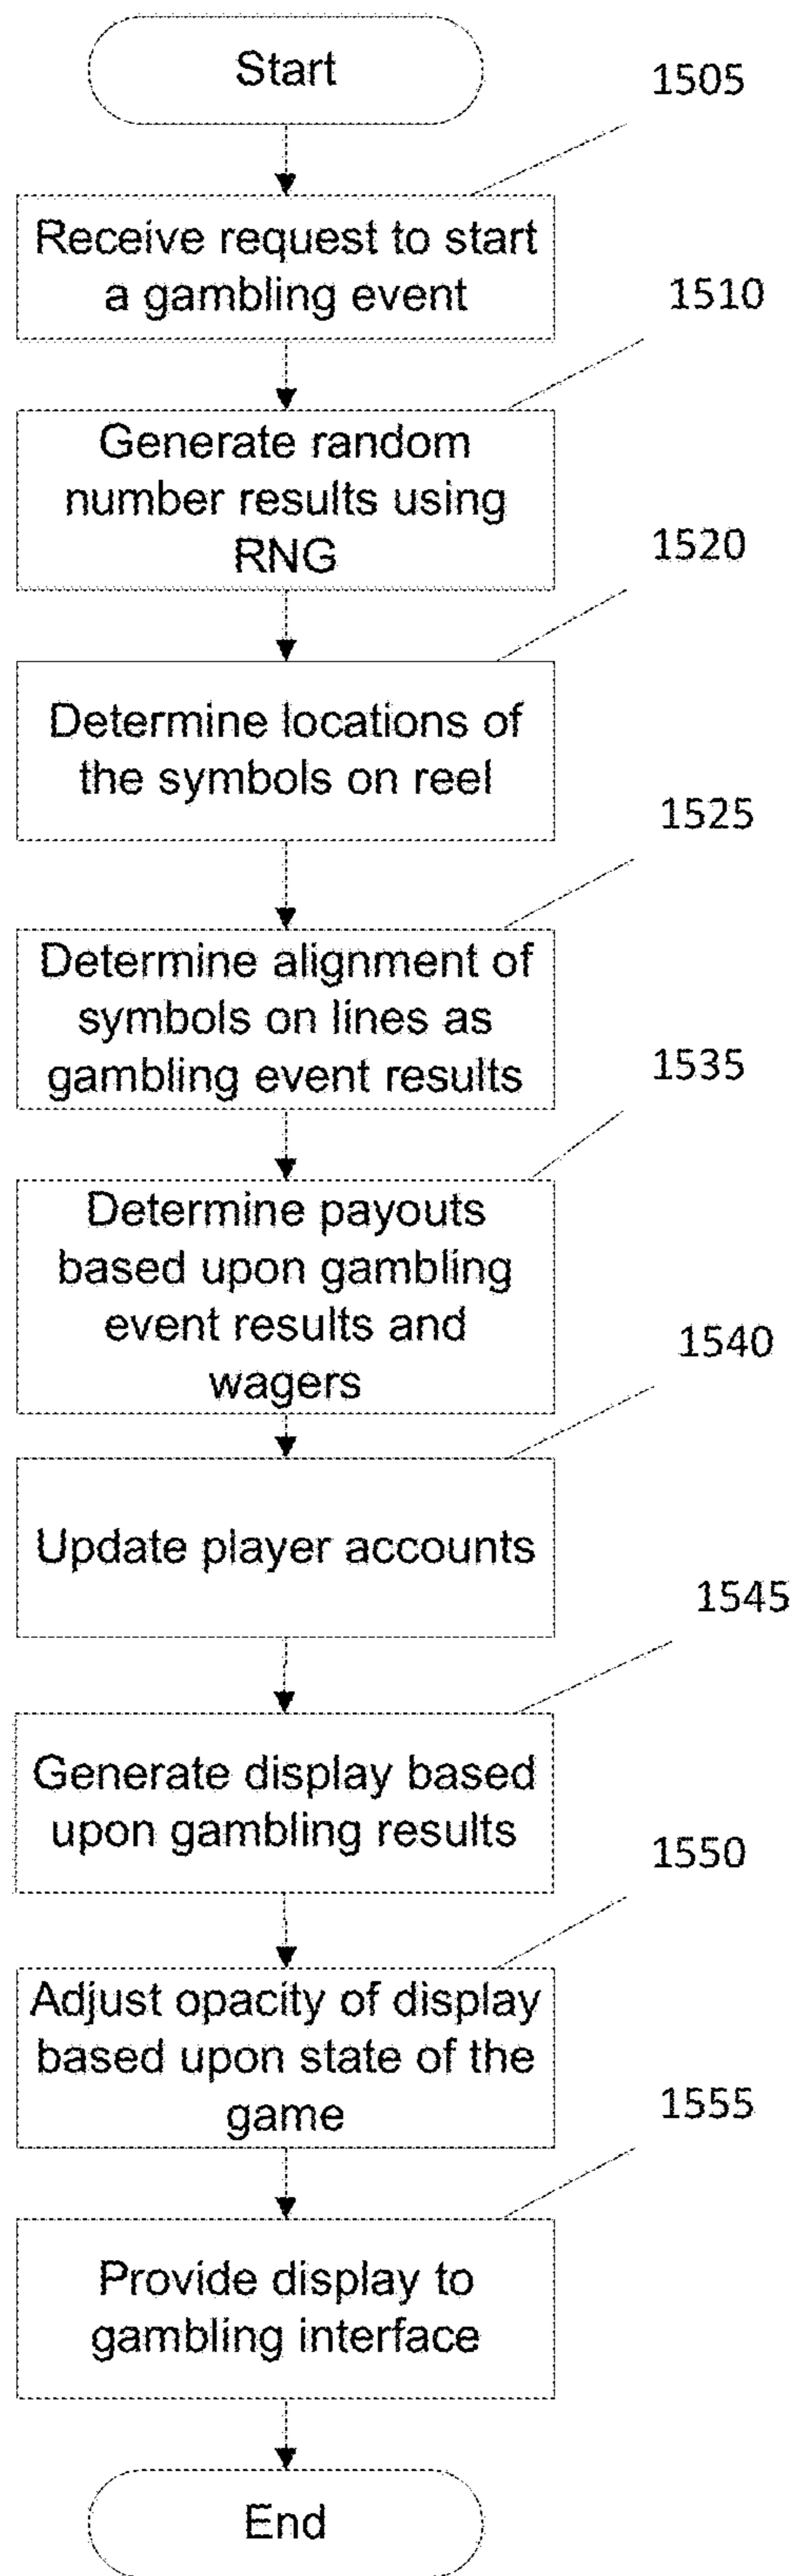 Start
1505
Receive request to start
a gambling event
1510
Generate random
number results using
RNG
1520
Determine locations of
the symbols on reel
1525
Determine alignment of
symbols on lines as
gambling event results
1535
Determine payouts
based upon gambling
event results and
wagers
1540
Update player accounts
1545
Generate display based
upon gambling results
1550
Adjust opacity of display
based upon state of the
game
1555
Provide display to
gambling interface
End